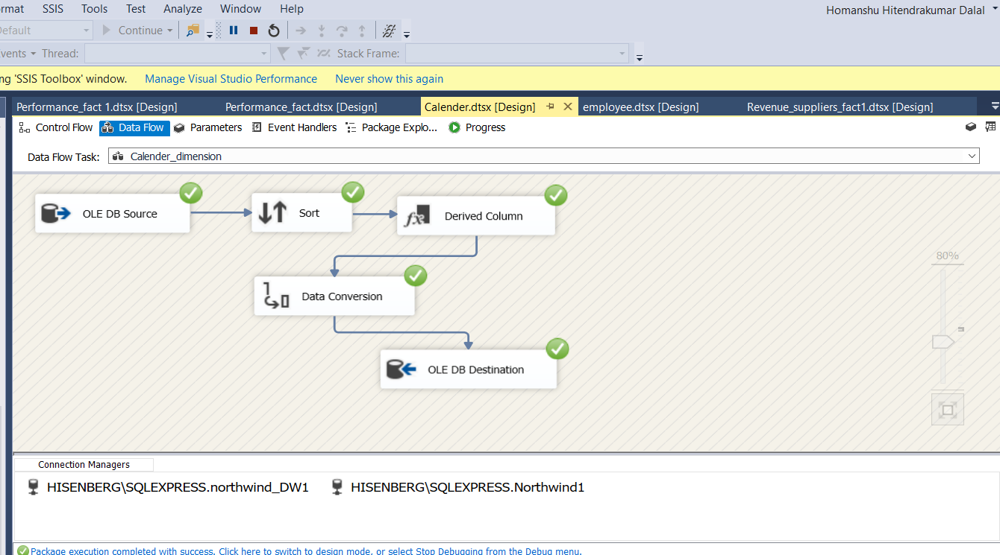 rmat SSIS Tools Test Analyze Window Help Homanshu Hitendrakumar Dalal
Default Continue
vents Thread: Stack Frame:
ng 'SSIS Toolbox' window. Manage Visual Studio Performance Never show this again
Performance_fact 1.dtsx [Design] Performance_fact.dtsx [Design] Calender.dtsx [Design] employee.dtsx [Design] Revenue_suppliers_fact1.dtsx [Design]
Control Flow Data Flow Parameters Event Handlers Package Explo... Progress
Data Flow Task: Calender_dimension
OLE DB Source Sort Derived Column
80%
Data Conversion
OLE DB Destination
Connection Managers
HISENBERG\SQLEXPRESS.northwind_DW1 HISENBERG\SQLEXPRESS.Northwind1
Package execution completed with success. Click here to switch to design mode, or select Stop Debugging from the Debug menu.